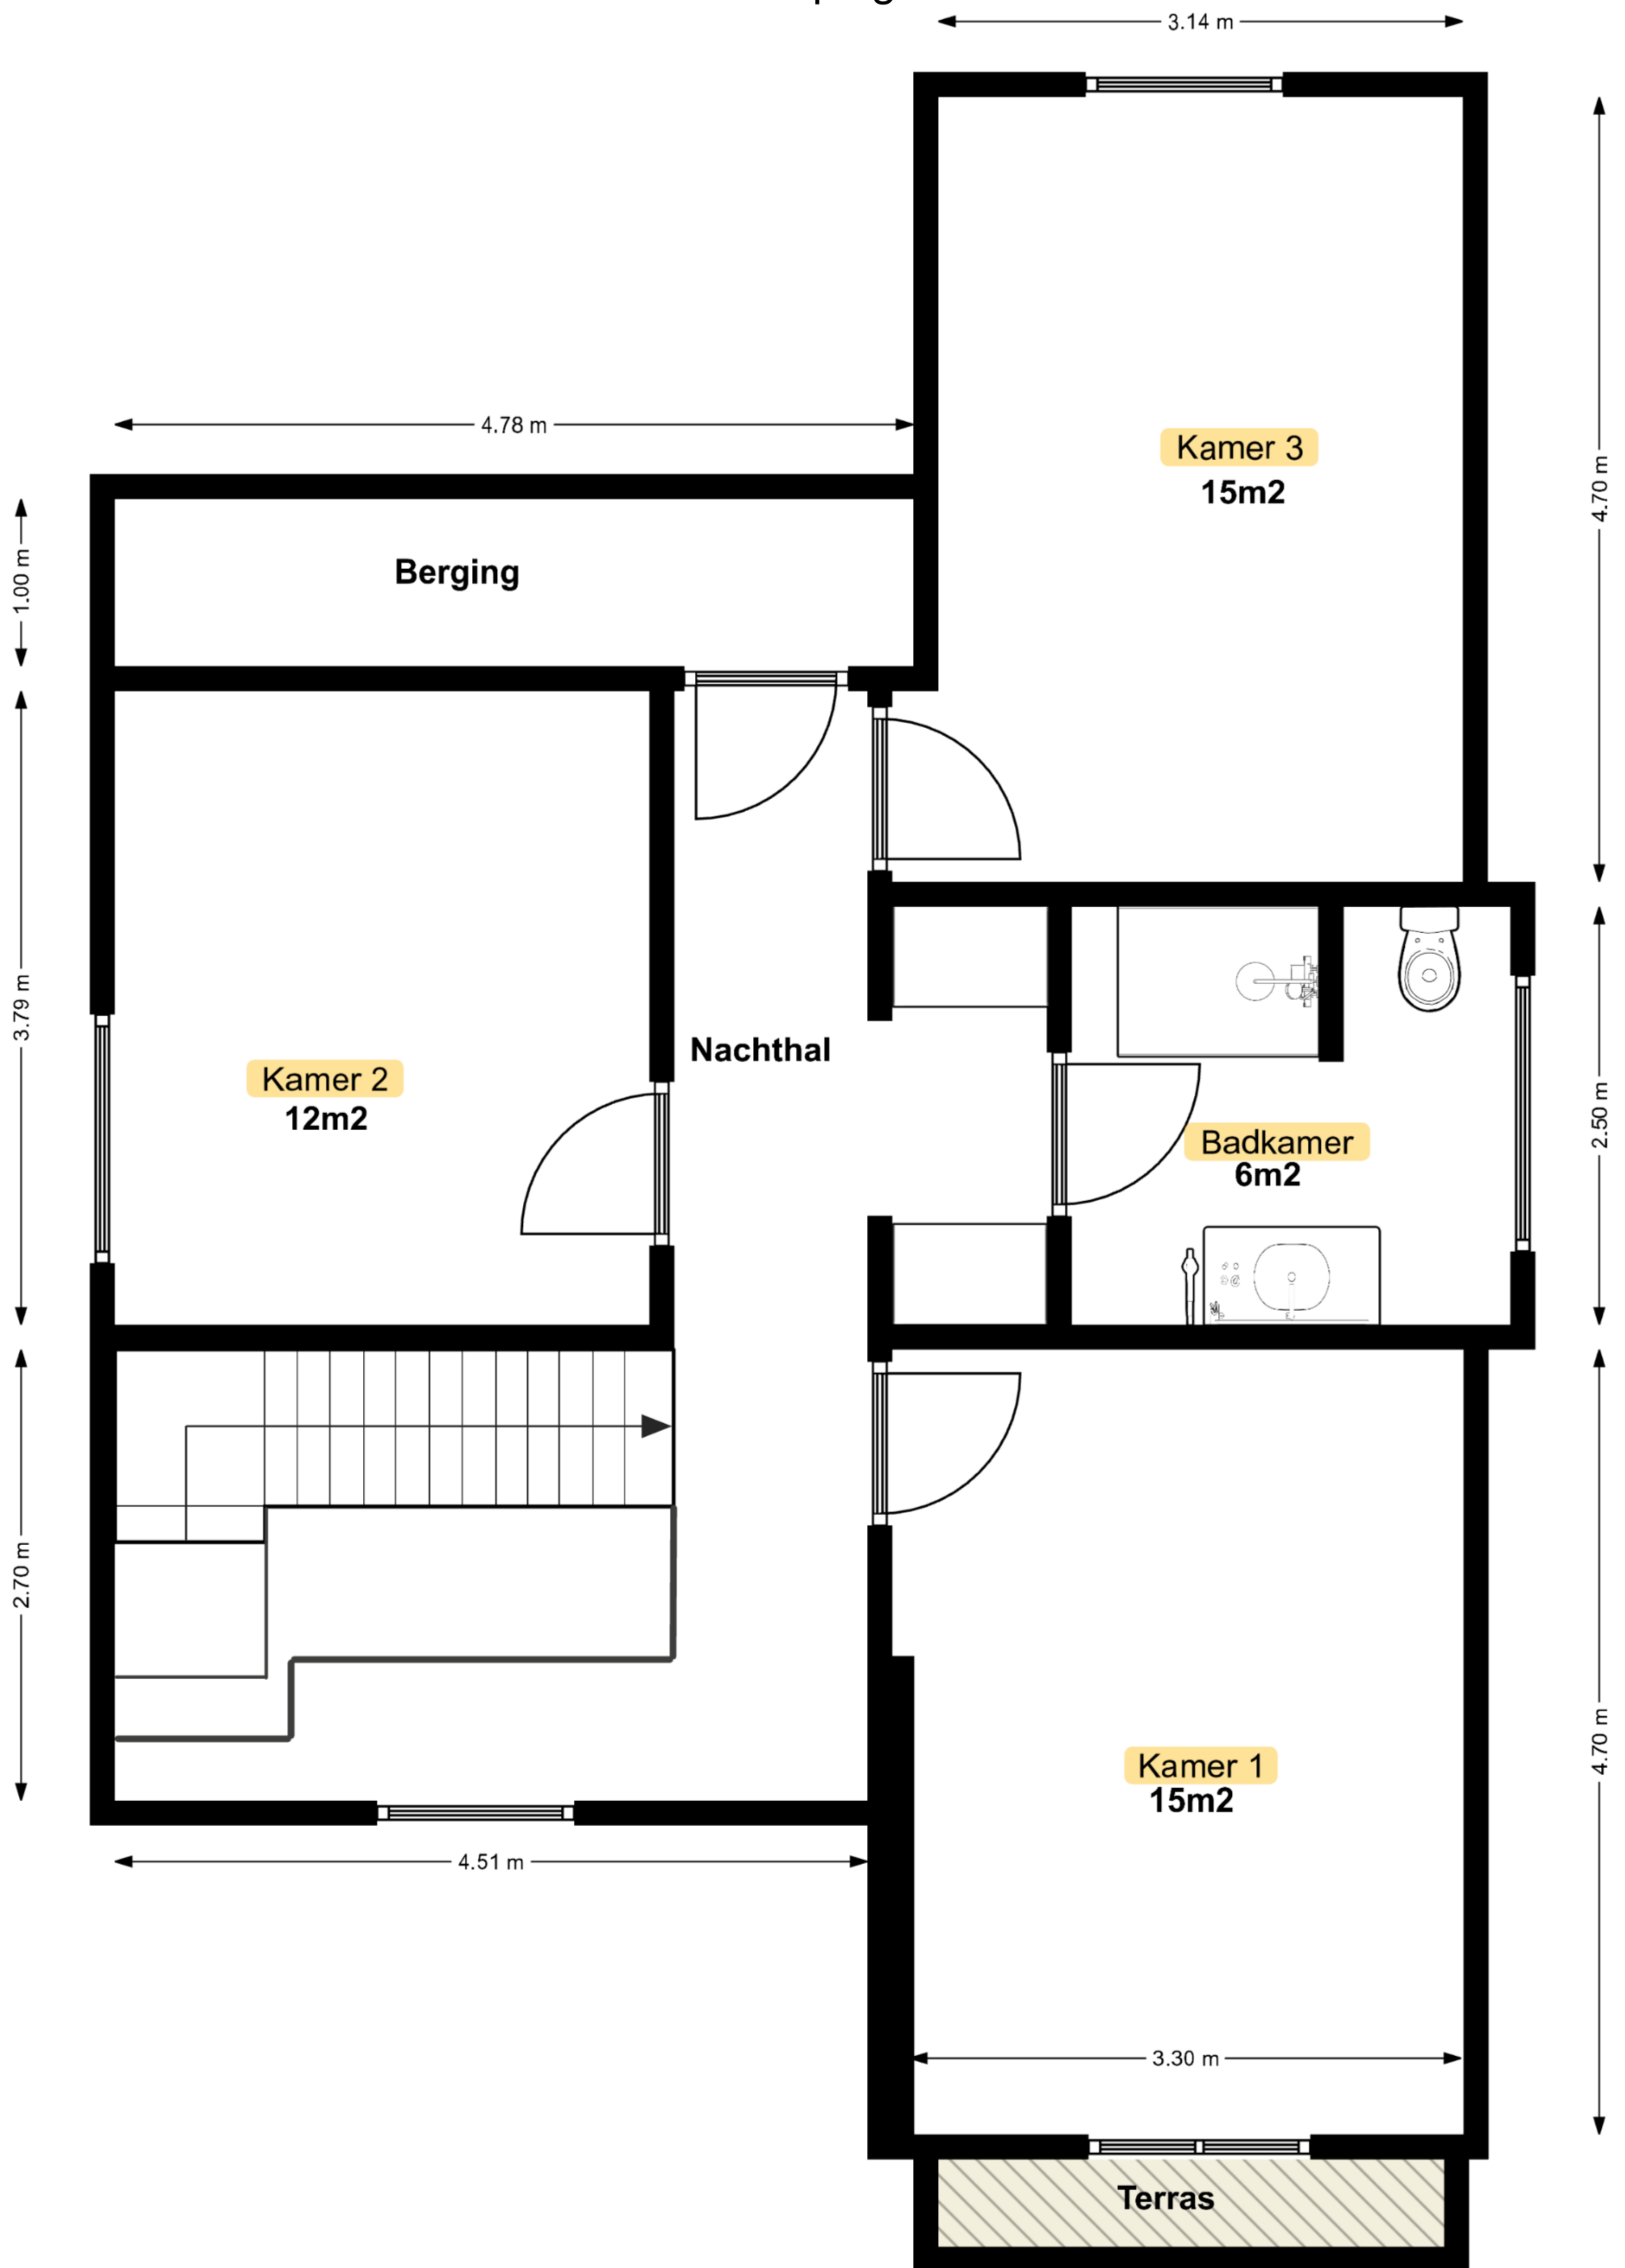 3.14 m
4.78 m
Kamer 3
15m2
4.70 m
1.00 m
Berging
3.79 m
Nachthal
Kamer 2
12m2
Badkamer
6m2
2.50 m
2.70 m
Kamer 1
15m2
4.70 m
4.51 m
3.30 m
Terras